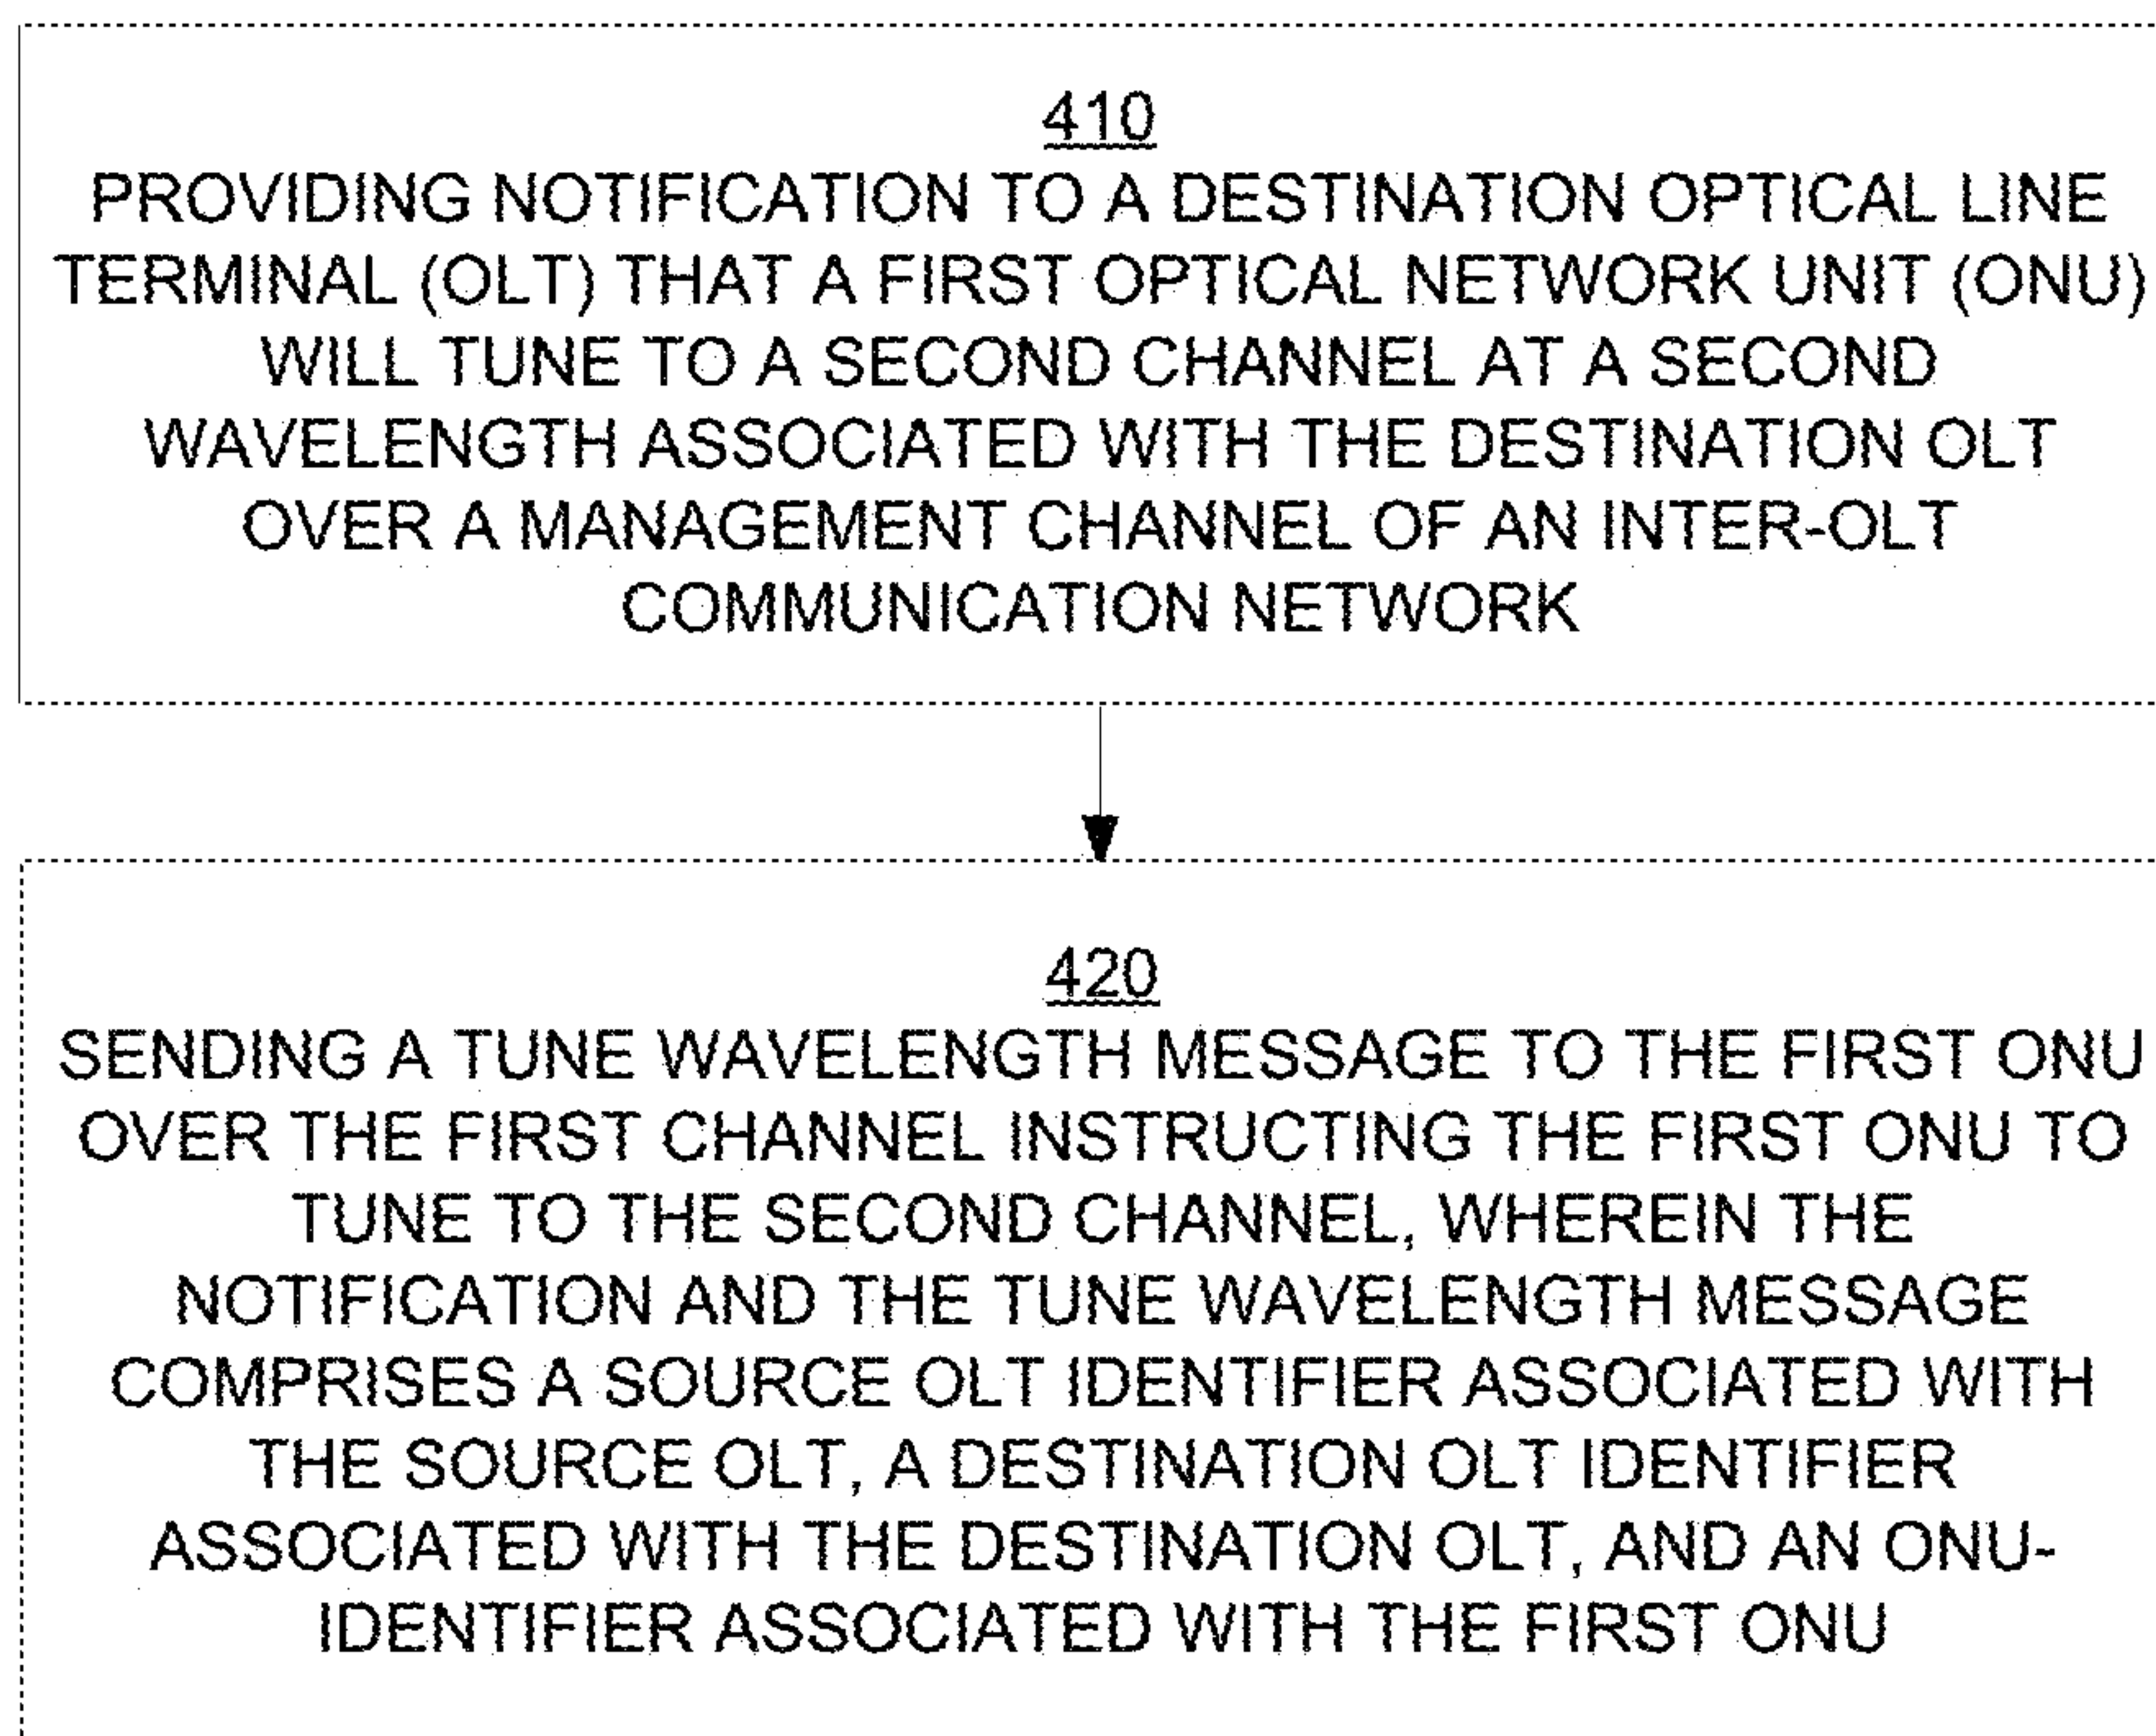 410
PROVIDING NOTIFICATION TO A DESTINATION OPTICAL LINE
TERMINAL (OLT) THAT A FIRST OPTICAL NETWORK UNIT (ONU)
WILL TUNE TO A SECOND CHANNEL AT A SECOND
WAVELENGTH ASSOCIATED WITH THE DESTINATION OLT
OVER A MANAGEMENT CHANNEL OF AN INTER-OLT
COMMUNICATION NETWORK
420
SENDING A TUNE WAVELENGTH MESSAGE TO THE FIRST ONU
OVER THE FIRST CHANNEL INSTRUCTING THE FIRST ONU TO
TUNE TO THE SECOND CHANNEL, WHEREIN THE
NOTIFICATION AND THE TUNE WAVELENGTH MESSAGE
COMPRISES A SOURCE OLT IDENTIFIER ASSOCIATED WITH
THE SOURCE OLT, A DESTINATION OLT IDENTIFIER
ASSOCIATED WITH THE DESTINATION OLT, AND AN ONU-
IDENTIFIER ASSOCIATED WITH THE FIRST ONU